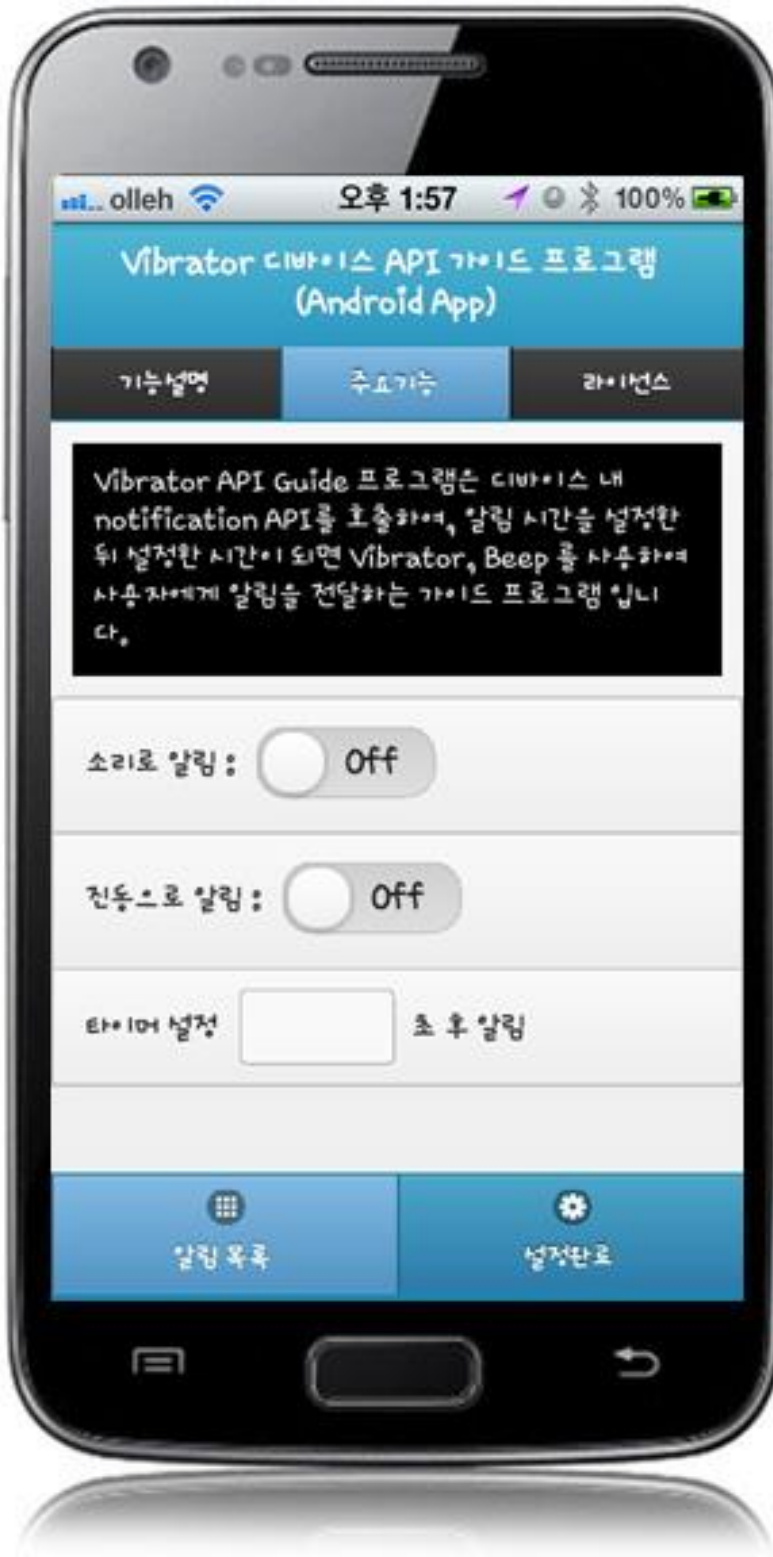 olleh 오후 1:57 100%
Vibrator 디바이스 API 가이드 프로그램
(Android App)
기능설명 주요기능 라이센스
Vibrator API Guide 프로그램은 디바이스 내
notification API를 호출하여, 알림 시간을 설정한
뒤 설정한 시간이 되면 Vibrator, Beep 를 사용하여
사용자에게 알림을 전달하는 가이드 프로그램 입니
다.
소리로 알림 : Off
진동으로 알림 : Off
타이머 설정 초 후 알림
알림 목록 설정완료